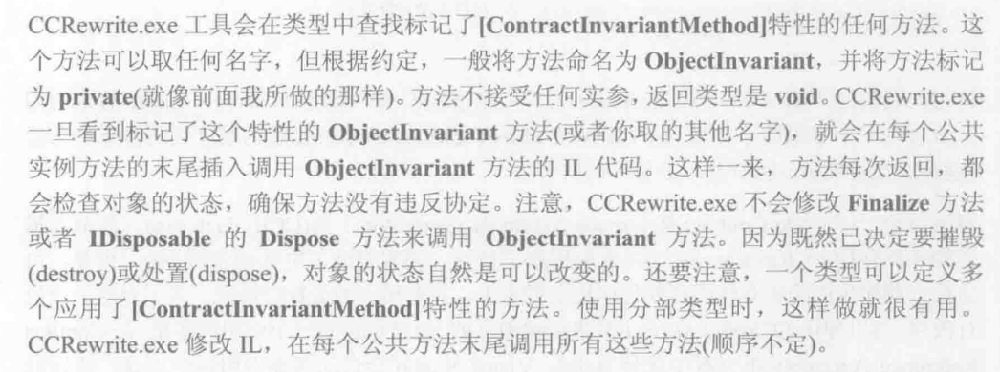 CCRewrite.exe 工具会在类型中查找标记了[ContractInvariantMethod]特性的任何方法。这
个方法可以取任何名字，但根据约定，一般将方法命名为 ObjectInvariant，并将方法标记
为 private(就像前面我所做的那样)。方法不接受任何实参，返回类型是 void。CCRewrite.exe
一旦看到标记了这个特性的 ObjectInvariant 方法(或者你取的其他名字)，就会在每个公共
实例方法的末尾插入调用 ObjectInvariant 方法的 IL 代码。这样一来，方法每次返回，都
会检查对象的状态，确保方法没有违反协定。注意，CCRewrite.exe 不会修改 Finalize 方法
或者 IDisposable 的 Dispose 方法来调用 ObjectInvariant 方法。因为既然已决定要摧毁
(destroy)或处置(dispose)，对象的状态自然是可以改变的。还要注意，一个类型可以定义多
个应用了[ContractInvariantMethod]特性的方法。使用分部类型时，这样做就很有用。
CCRewrite.exe 修改 IL，在每个公共方法末尾调用所有这些方法(顺序不定)。